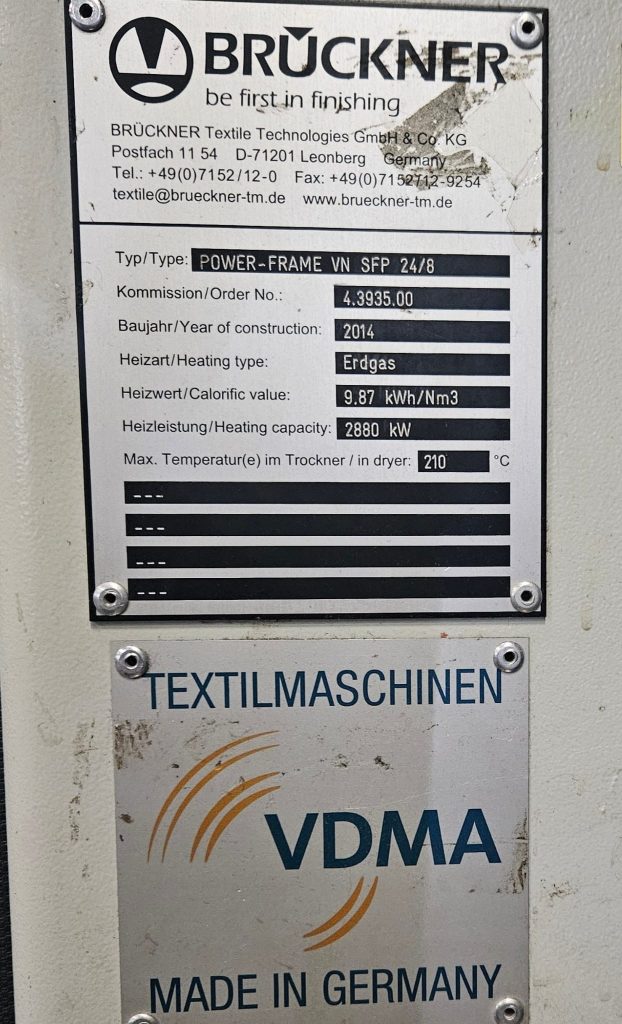 BRÜCKNER
be first in finishing
BRÜCKNER Textile Technologies GmbH & Co. KG
Postfach 11 54 D-71201 Leonberg Germany
Tel.: +49(0)7152/12-0 Fax: +49(0)7152/12-9254
textile@brueckner-tm.de www.brueckner-tm.de
Typ/Type: POWER-FRAME VN SFP 24/8
Kommission/Order No.: 4.3935.00
Baujahr/Year of construction: 2014
Heizart/Heating type: Erdgas
Heizwert/Calorific value: 9.87 kWh/Nm3
Heizleistung/Heating capacity: 2880 kW
Max. Temperatur(e) im Trockner / in dryer: 210 °C
---
---
---
---
TEXTILMASCHINEN
VDMA
MADE IN GERMANY